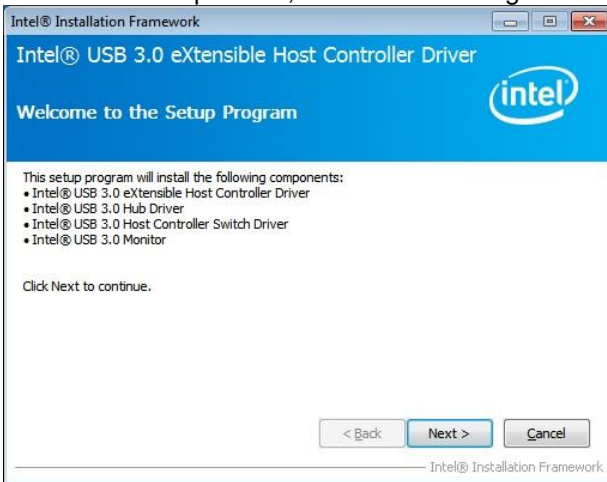 Intel® Installation Framework
Intel® USB 3.0 eXtensible Host Controller Driver
intel
Welcome to the Setup Program
This setup program will install the following components:
• Intel® USB 3.0 eXtensible Host Controller Driver
• Intel® USB 3.0 Hub Driver
• Intel® USB 3.0 Host Controller Switch Driver
• Intel® USB 3.0 Monitor
Click Next to continue.
< Back Next > Cancel
Intel® Installation Framework